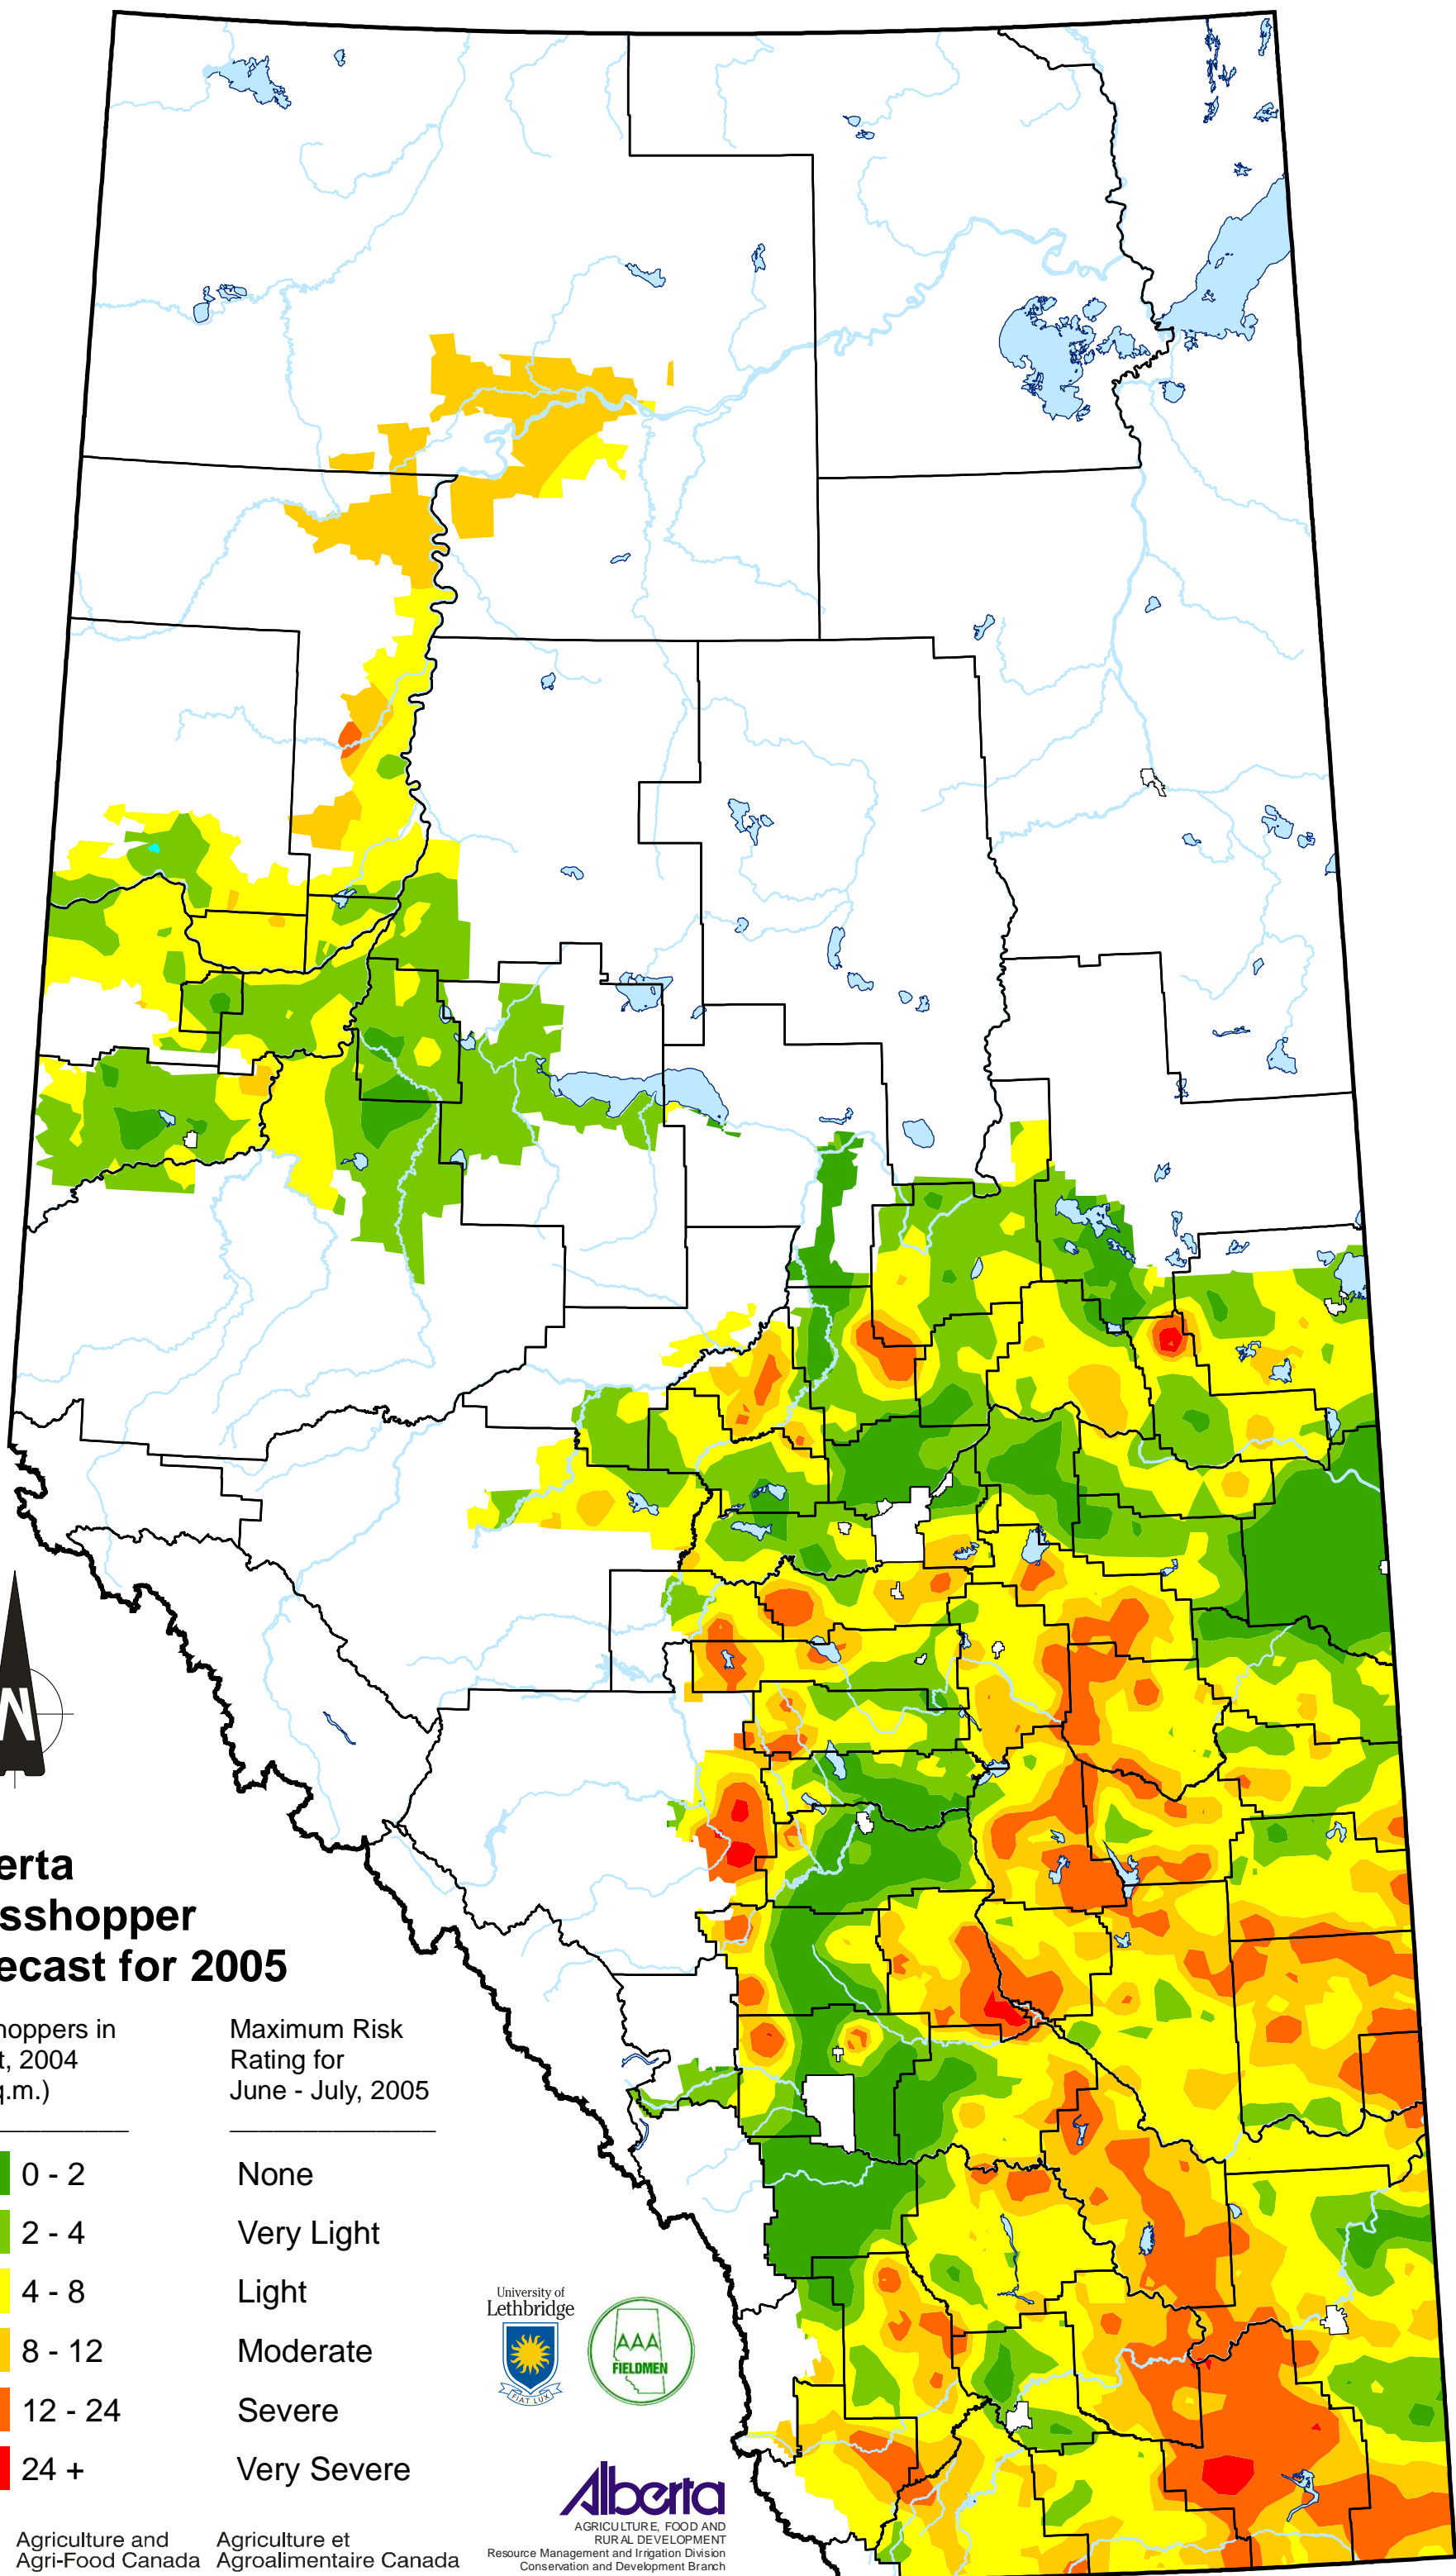 N
erta
sshopper
ecast for 2005
hoppers in
t, 2004
q.m.)
Maximum Risk
Rating for
June - July, 2005
0 - 2 None
2 - 4 Very Light
4 - 8 Light
8 - 12 Moderate
12 - 24 Severe
24 + Very Severe
University of
Lethbridge
FIAT LUX
AAA
FIELDMEN
Alberta
AGRICULTURE, FOOD AND
RURAL DEVELOPMENT
Resource Management and Irrigation Division
Conservation and Development Branch
Agriculture and
Agri-Food Canada
Agriculture et
Agroalimentaire Canada